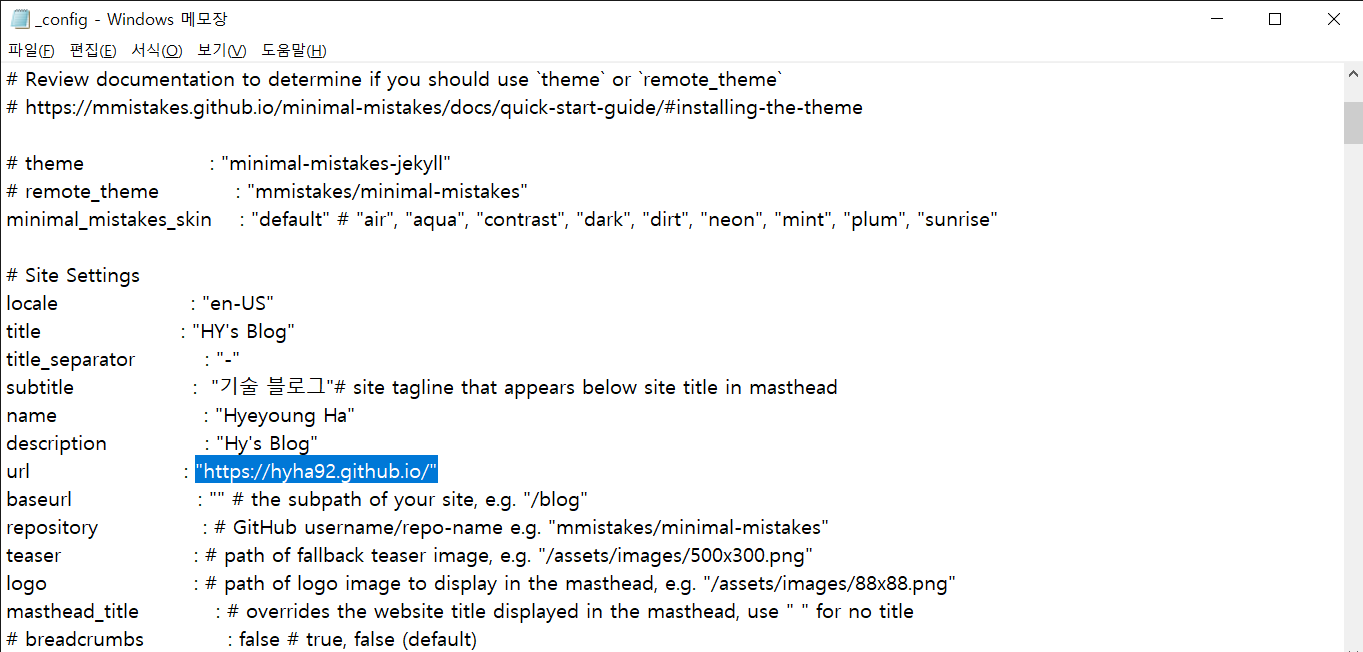 _config - Windows 메모장
파일(F) 편집(E) 서식(O) 보기(V) 도움말(H)
# Review documentation to determine if you should use `theme` or `remote_theme`
# https://mmistakes.github.io/minimal-mistakes/docs/quick-start-guide/#installing-the-theme
# theme : "minimal-mistakes-jekyll"
# remote_theme : "mmistakes/minimal-mistakes"
minimal_mistakes_skin : "default" # "air", "aqua", "contrast", "dark", "dirt", "neon", "mint", "plum", "sunrise"
# Site Settings
locale : "en-US"
title : "HY's Blog"
title_separator : "-"
subtitle : "기술 블로그"# site tagline that appears below site title in masthead
name : "Hyeyoung Ha"
description : "Hy's Blog"
url : "https://hyha92.github.io/"
baseurl : "" # the subpath of your site, e.g. "/blog"
repository : # GitHub username/repo-name e.g. "mmistakes/minimal-mistakes"
teaser : # path of fallback teaser image, e.g. "/assets/images/500x300.png"
logo : # path of logo image to display in the masthead, e.g. "/assets/images/88x88.png"
masthead_title : # overrides the website title displayed in the masthead, use " " for no title
# breadcrumbs : false # true, false (default)